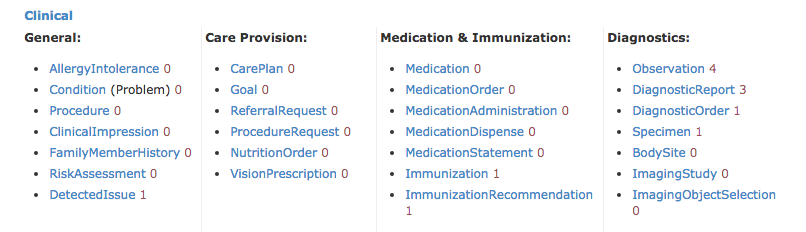 Clinical
General:
AllergyIntolerance 0
Condition (Problem) 0
Procedure 0
ClinicalImpression 0
FamilyMemberHistory 0
RiskAssessment 0
DetectedIssue 1
Care Provision:
CarePlan 0
Goal 0
ReferralRequest 0
ProcedureRequest 0
NutritionOrder 0
VisionPrescription 0
Medication & Immunization:
Medication 0
MedicationOrder 0
MedicationAdministration 0
MedicationDispense 0
MedicationStatement 0
Immunization 1
ImmunizationRecommendation
1
Diagnostics:
Observation 4
DiagnosticReport 3
DiagnosticOrder 1
Specimen 1
BodySite 0
ImagingStudy 0
ImagingObjectSelection
0